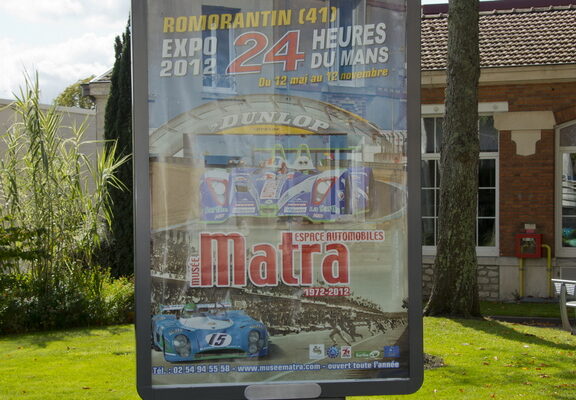 ROMORANTIN (41)
EXPO 2012 24 HEURES DU MANS
Du 12 mai au 12 novembre
DUNLOP
ESPACE AUTOMOBILES
MUSÉE Matra
1972-2012
15
Tél. : 02 54 94 55 58 - www.museematra.com - ouvert toute l'année